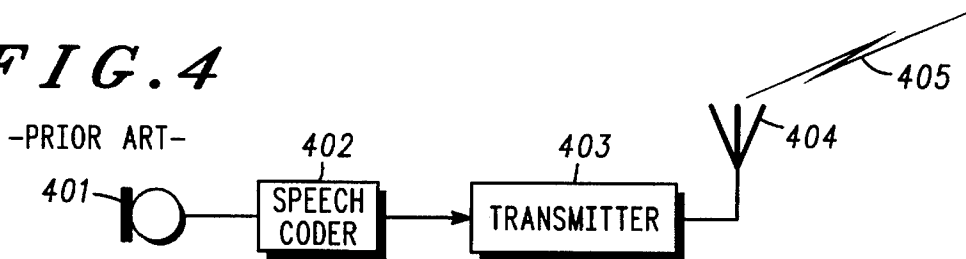 FIG.4
-PRIOR ART-
405
404
401
402
403
SPEECH
CODER
TRANSMITTER